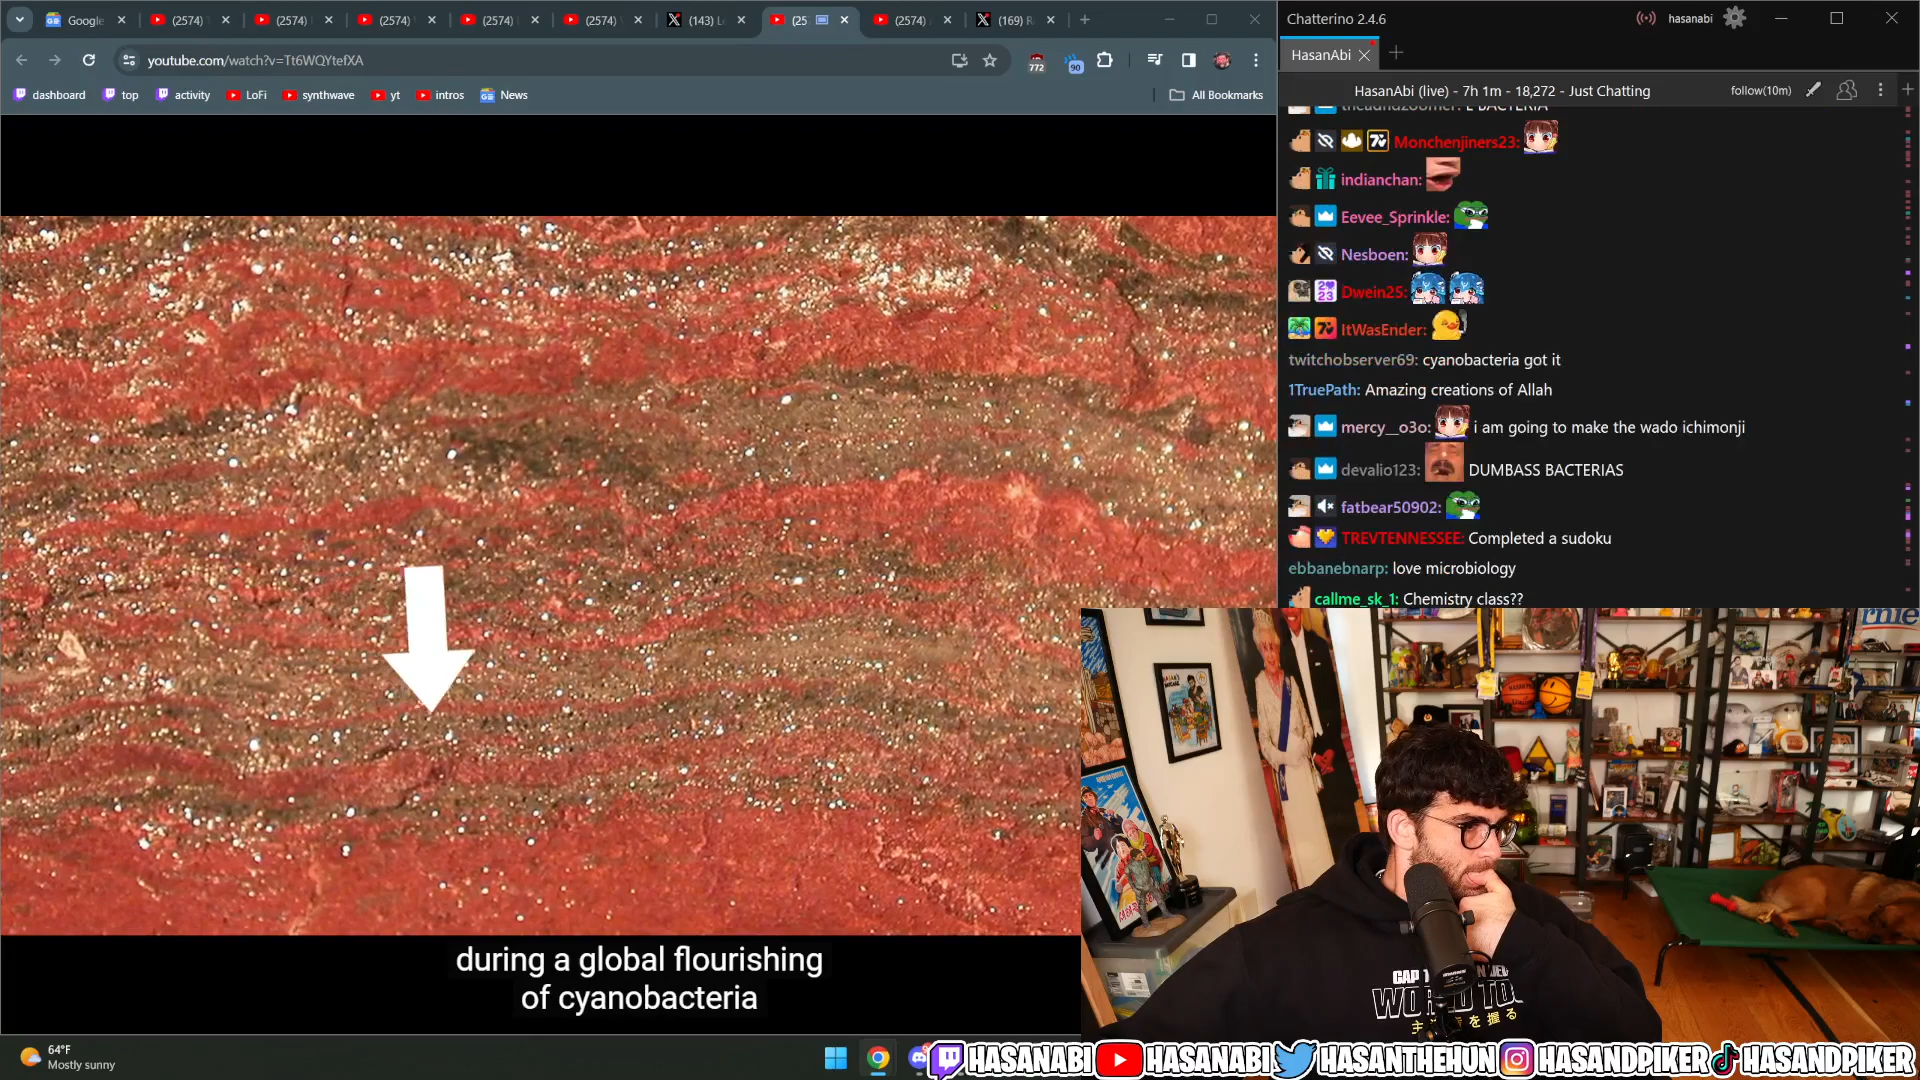 Google
(2574)
(2574)
(2574)
(2574)
(2574)
(143) L
(25
(2574)
(169) R
youtube.com/watch?v=Tt6WQYtefXA
772
90
dashboard
top
activity
LoFi
synthwave
yt
intros
News
All Bookmarks
during a global flourishing
of cyanobacteria
64°F
Mostly sunny
Chatterino 2.4.6
hasanabi
HasanAbi
HasanAbi (live) - 7h 1m - 18,272 - Just Chatting
follow(10m)
Monchenjiners23:
indianchan:
Eevee_Sprinkle:
Nesboen:
Dwein25:
ItWasEnder:
twitchobserver69: cyanobacteria got it
1TruePath: Amazing creations of Allah
mercy__o3o: i am going to make the wado ichimonji
devalio123: DUMBASS BACTERIAS
fatbear50902:
TREVTENNESSEE: Completed a sudoku
ebbanebnarp: love microbiology
callme_sk_1: Chemistry class??
HASANABI
HASANABI
HASANTHEHUN
HASANDPIKER
HASANDPIKER